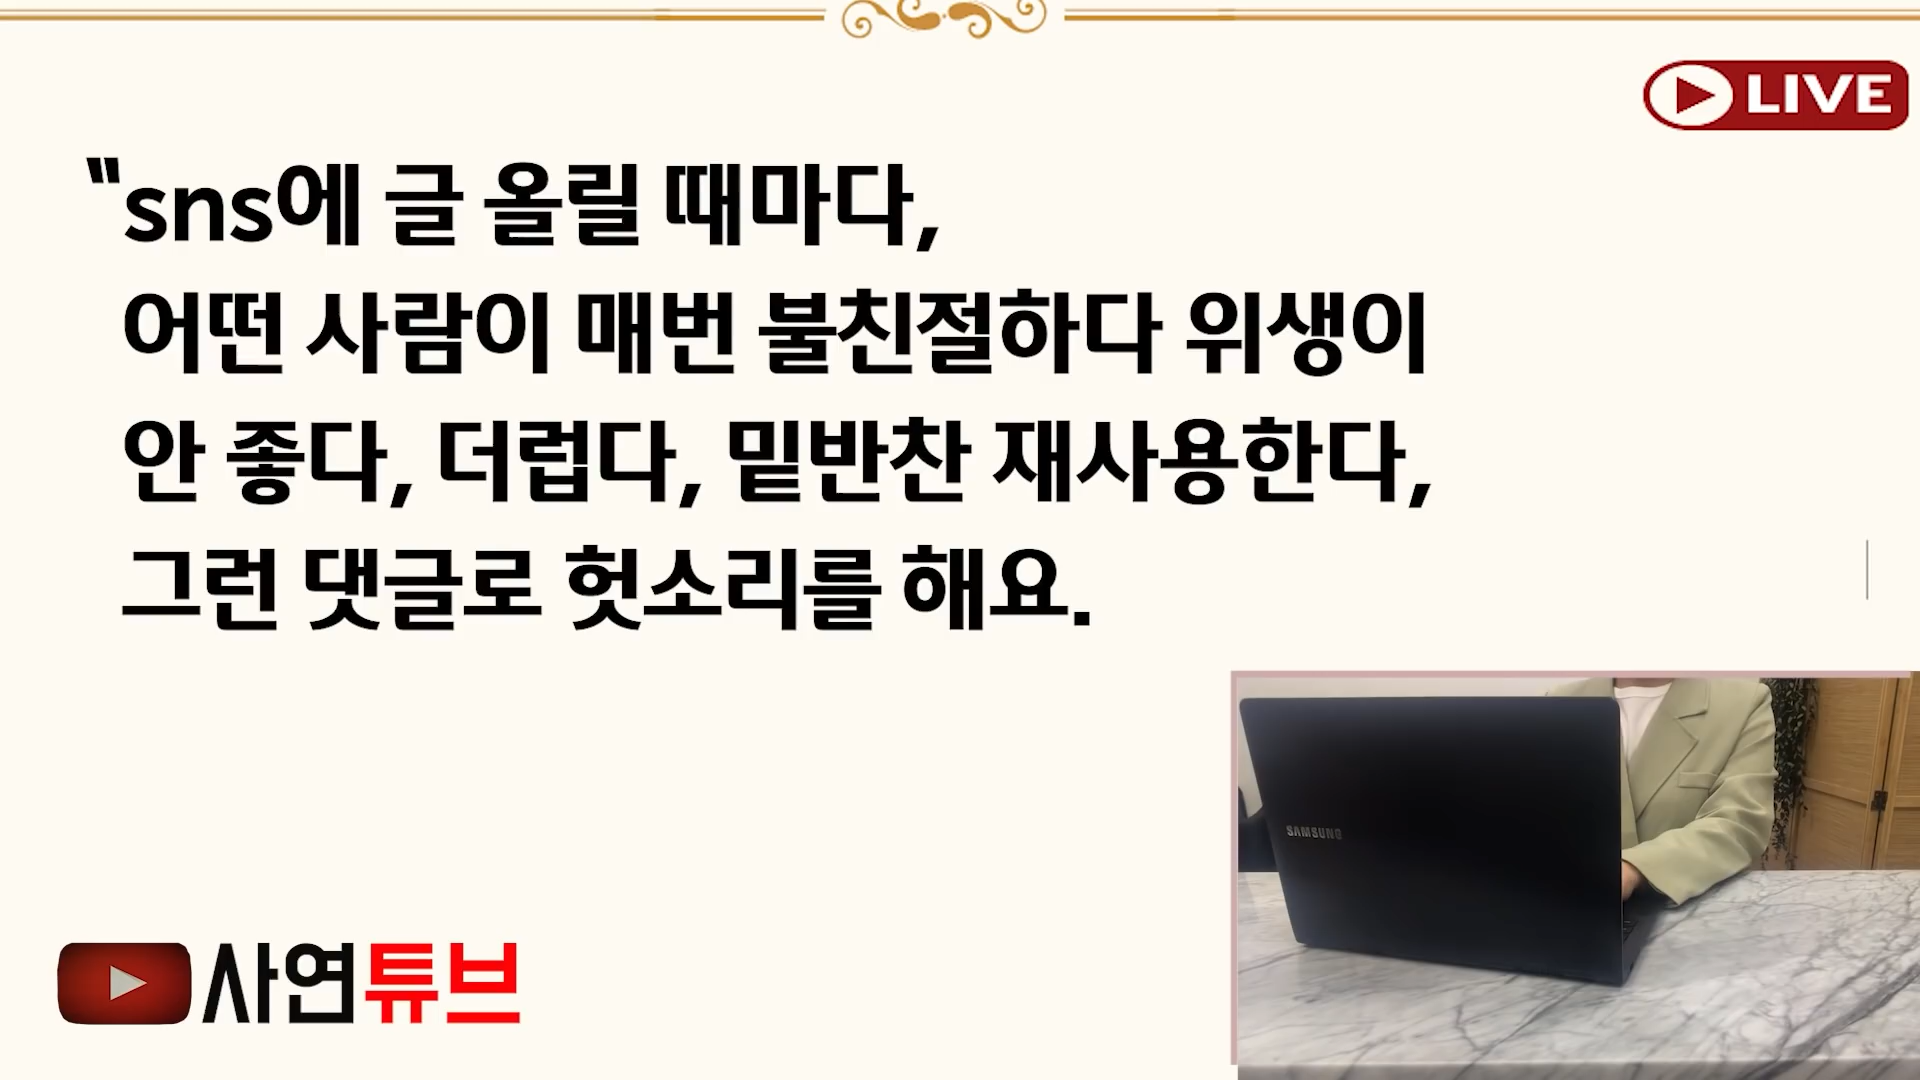 LIVE
“sns에 글 올릴 때마다,
어떤 사람이 매번 불친절하다 위생이
안 좋다, 더럽다, 밑반찬 재사용한다,
그런 댓글로 헛소리를 해요.
SAMSUNG
사연튜브